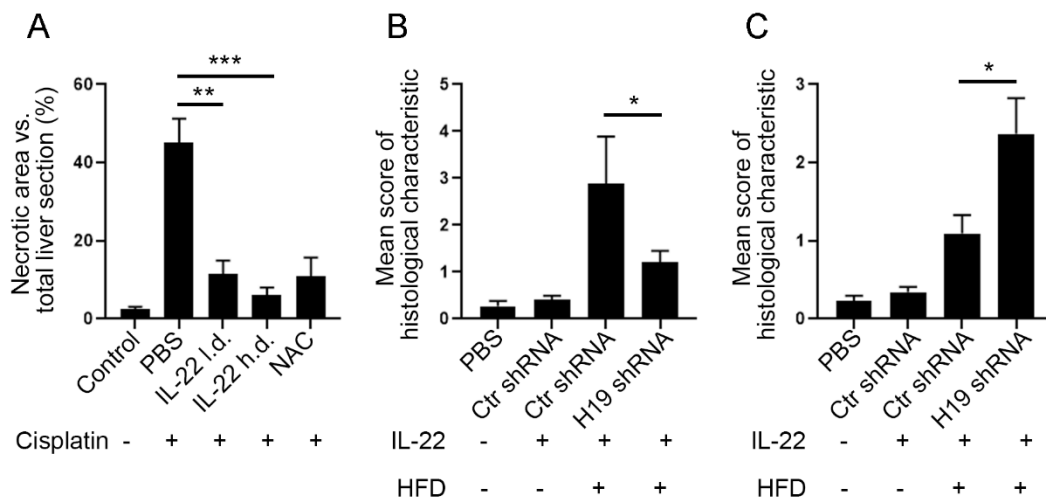 A
Necrotic area vs.
total liver section (%)
60
40
20
0
***
**
Control
PBS
IL-22 l.d.
IL-22 h.d.
NAC
Cisplatin - + + + +
B
Mean score of
histological characteristic
5
4
3
2
1
0
*
PBS
Ctr shRNA
Ctr shRNA
H19 shRNA
IL-22 - + + +
HFD - - + +
C
Mean score of
histological characteristic
3
2
1
0
*
PBS
Ctr shRNA
Ctr shRNA
H19 shRNA
IL-22 - + + +
HFD - - + +